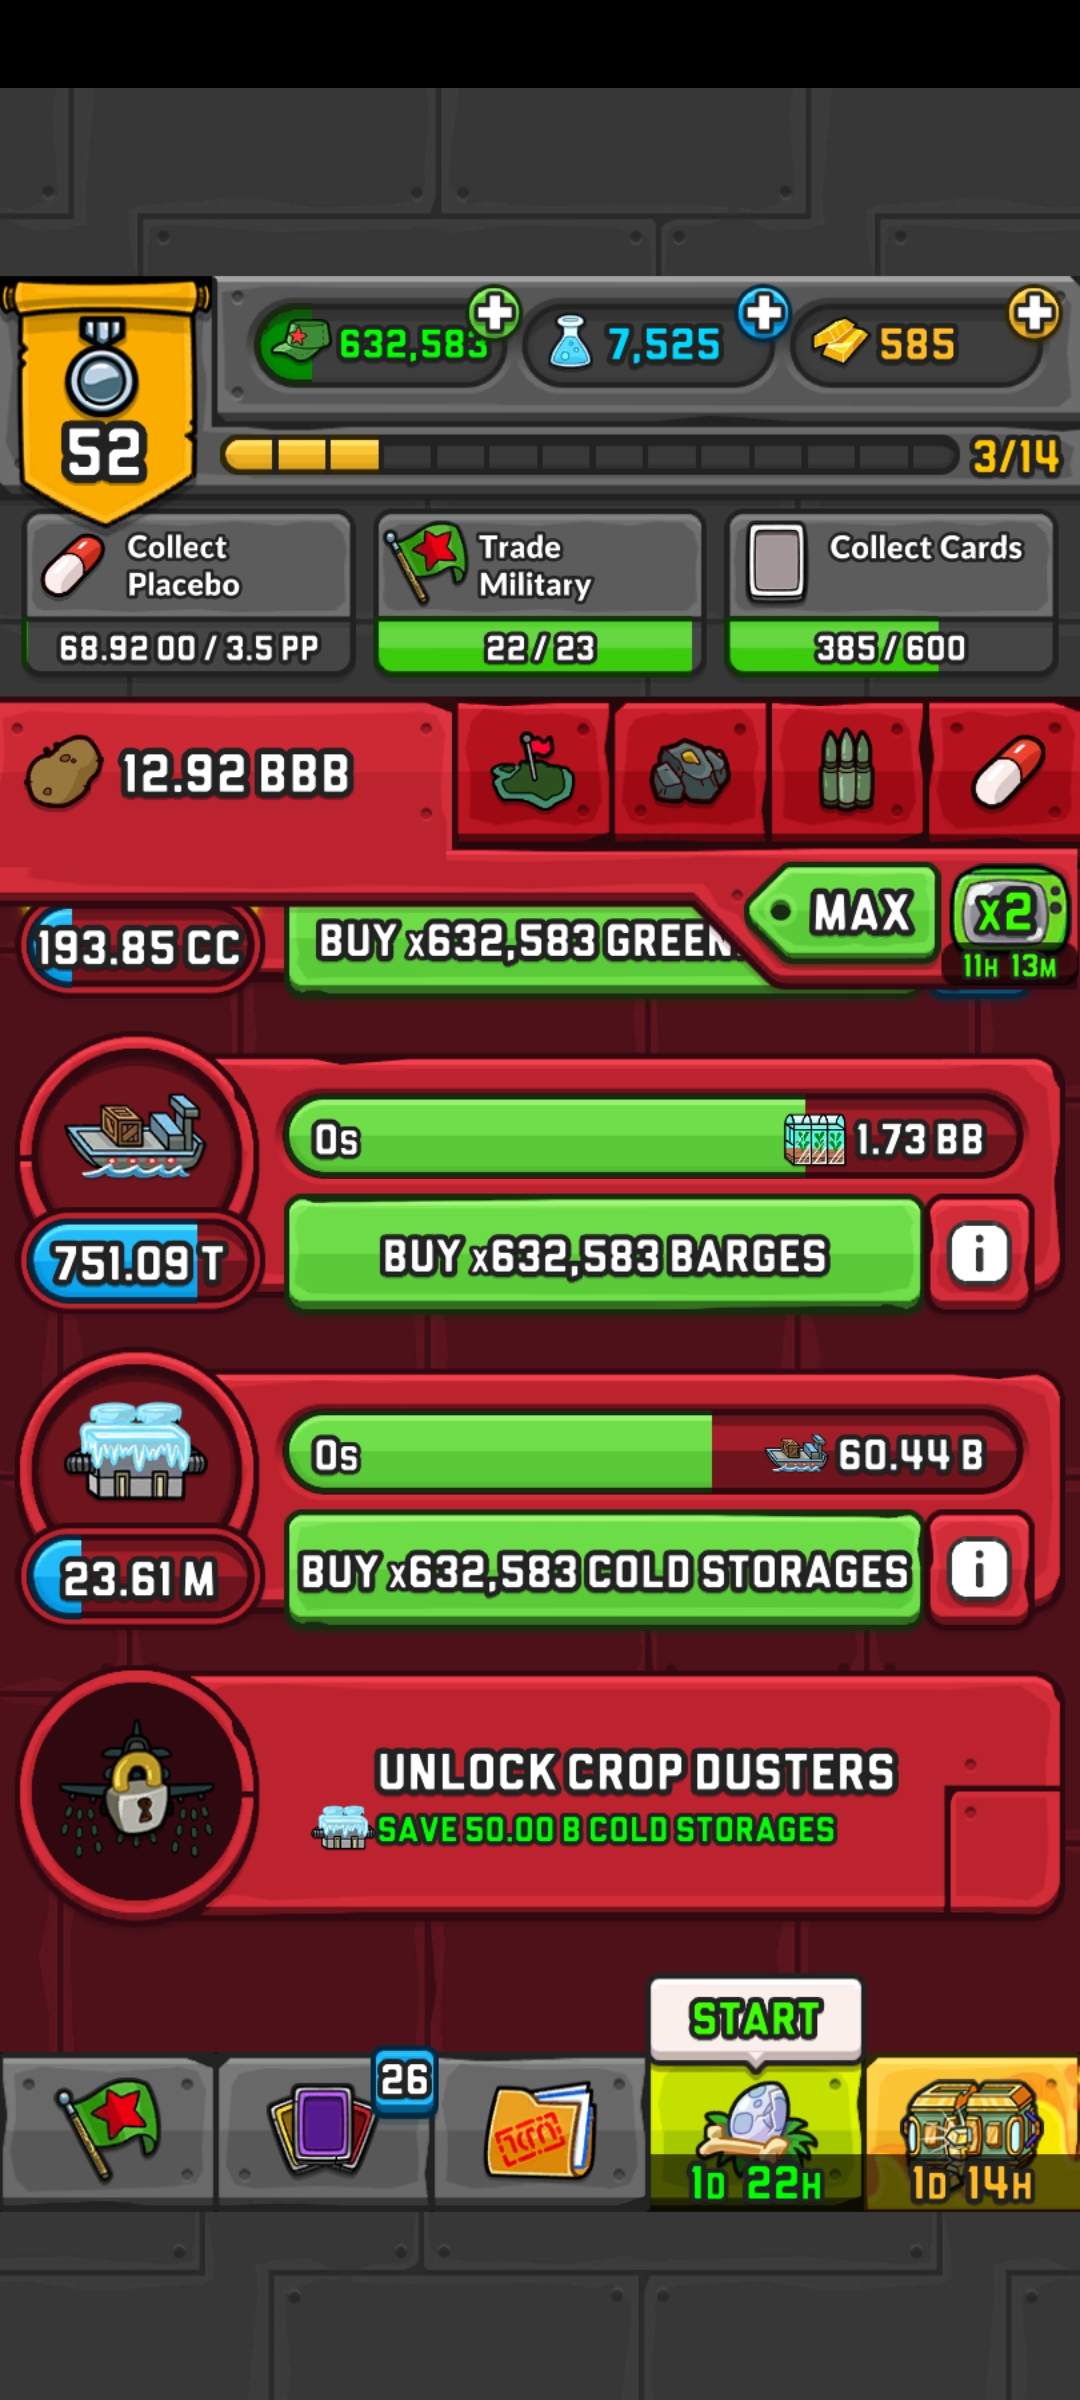 632,583
7,525
585
52
3/14
Collect
Placebo
68.92 OO / 3.5 PP
Trade
Military
22 / 23
Collect Cards
385 / 600
12.92 BBB
MAX
x2
11H 13M
193.85 CC
BUY x632,583 GREEN
0s
1.73 BB
751.09 T
BUY x632,583 BARGES
i
0s
60.44 B
23.61 M
BUY x632,583 COLD STORAGES
i
UNLOCK CROP DUSTERS
SAVE 50.00 B COLD STORAGES
START
26
1D 22H
1D 14H